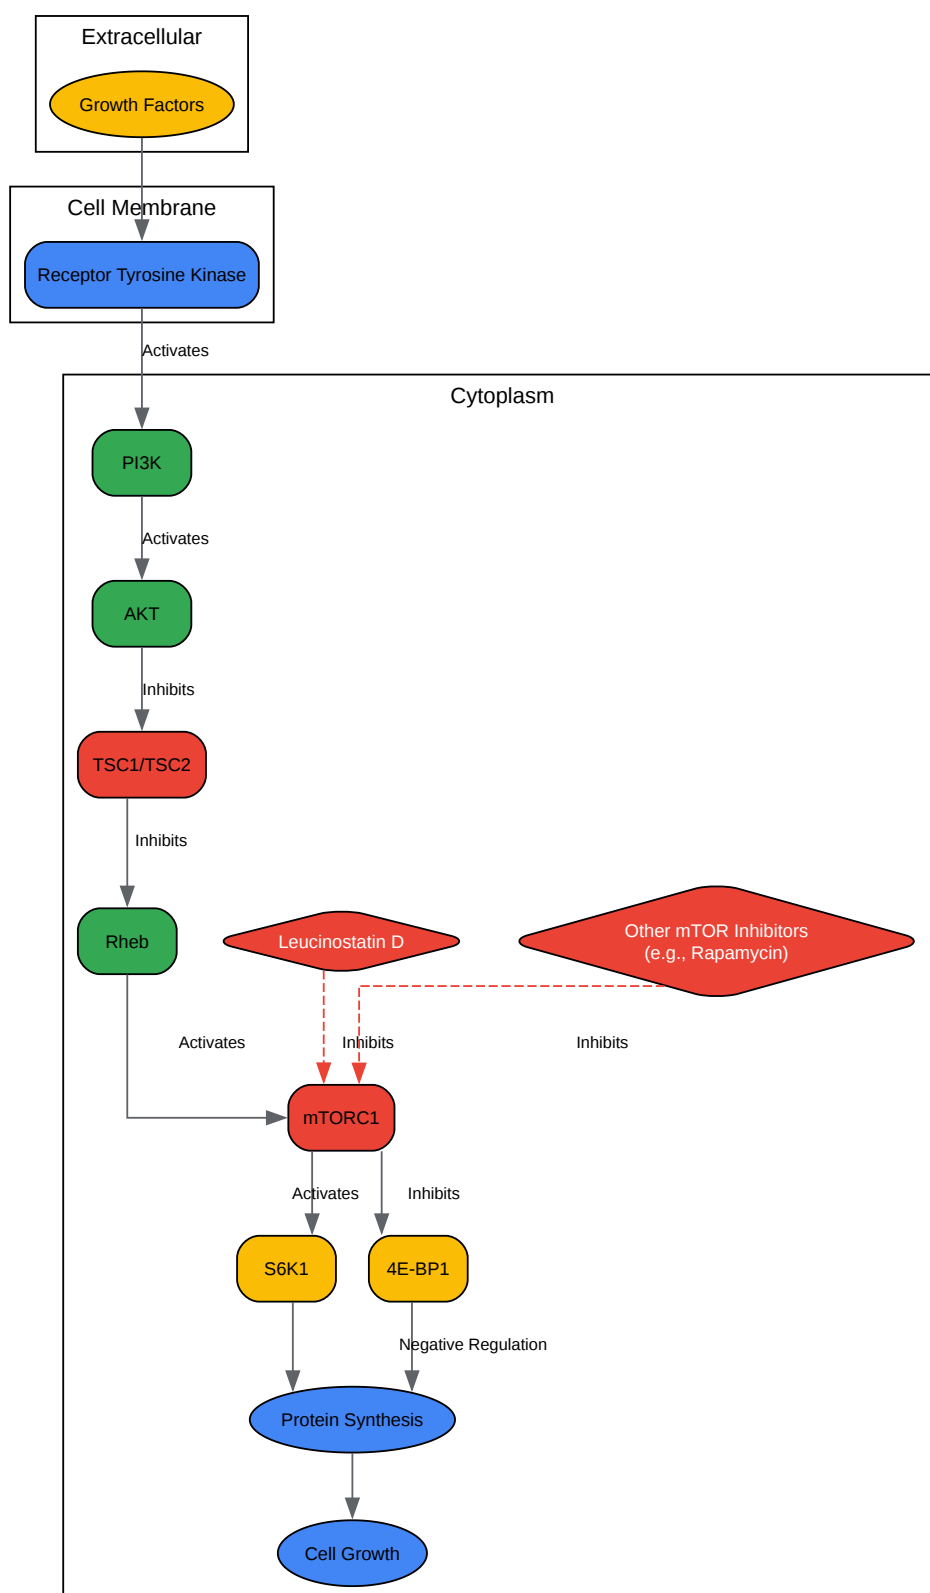 Extracellular
Growth Factors
Cell Membrane
Receptor Tyrosine Kinase
Activates
Cytoplasm
PI3K
Activates
AKT
Inhibits
TSC1/TSC2
Inhibits
Rheb
Leucinostatin D
Other mTOR Inhibitors
(e.g., Rapamycin)
Activates
Inhibits
Inhibits
mTORC1
Activates
Inhibits
S6K1
4E-BP1
Negative Regulation
Protein Synthesis
Cell Growth